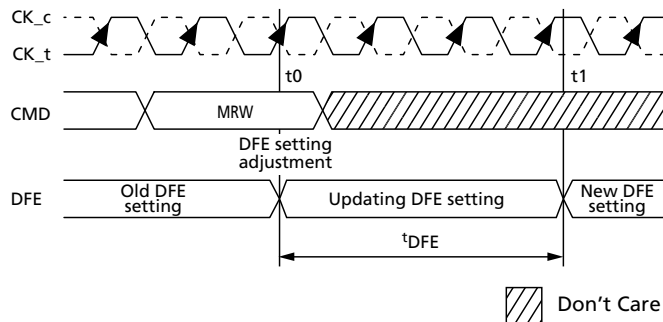 CK_c
CK_t
t0
t1
CMD
MRW
DFE setting
adjustment
DFE
Old DFE
setting
Updating DFE setting
New DFE
setting
tDFE
Don't Care